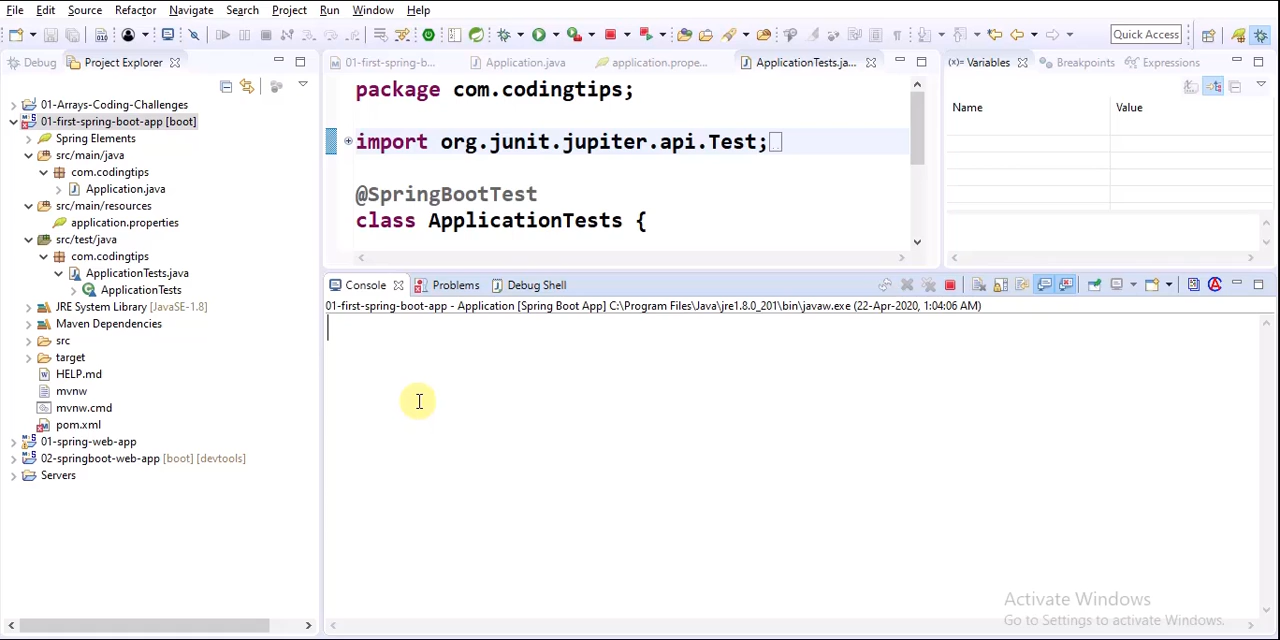 File Edit Source Refactor Navigate Search Project Run Window Help
Quick Access
Debug Project Explorer
01-first-spring-b... Application.java application.prope... ApplicationTests.ja...
(x)= Variables Breakpoints Expressions
01-Arrays-Coding-Challenges
01-first-spring-boot-app [boot]
Spring Elements
src/main/java
com.codingtips
Application.java
src/main/resources
application.properties
src/test/java
com.codingtips
ApplicationTests.java
ApplicationTests
JRE System Library [JavaSE-1.8]
Maven Dependencies
src
target
HELP.md
mvnw
mvnw.cmd
pom.xml
01-spring-web-app
02-springboot-web-app [boot] [devtools]
Servers
package com.codingtips;
import org.junit.jupiter.api.Test;
@SpringBootTest
class ApplicationTests {
Name Value
Console Problems Debug Shell
01-first-spring-boot-app - Application [Spring Boot App] C:\Program Files\Java\jre1.8.0_201\bin\javaw.exe (22-Apr-2020, 1:04:06 AM)
Activate Windows
Go to Settings to activate Windows.